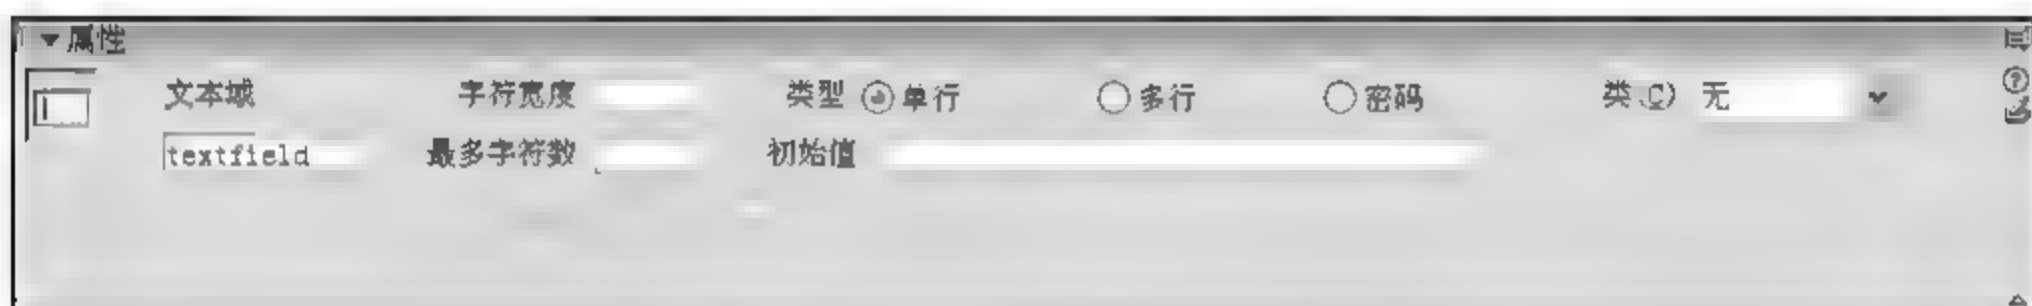 属性
文本域 字符宽度 类型 单行 多行 密码 类(C) 无
textfield 最多字符数 初始值